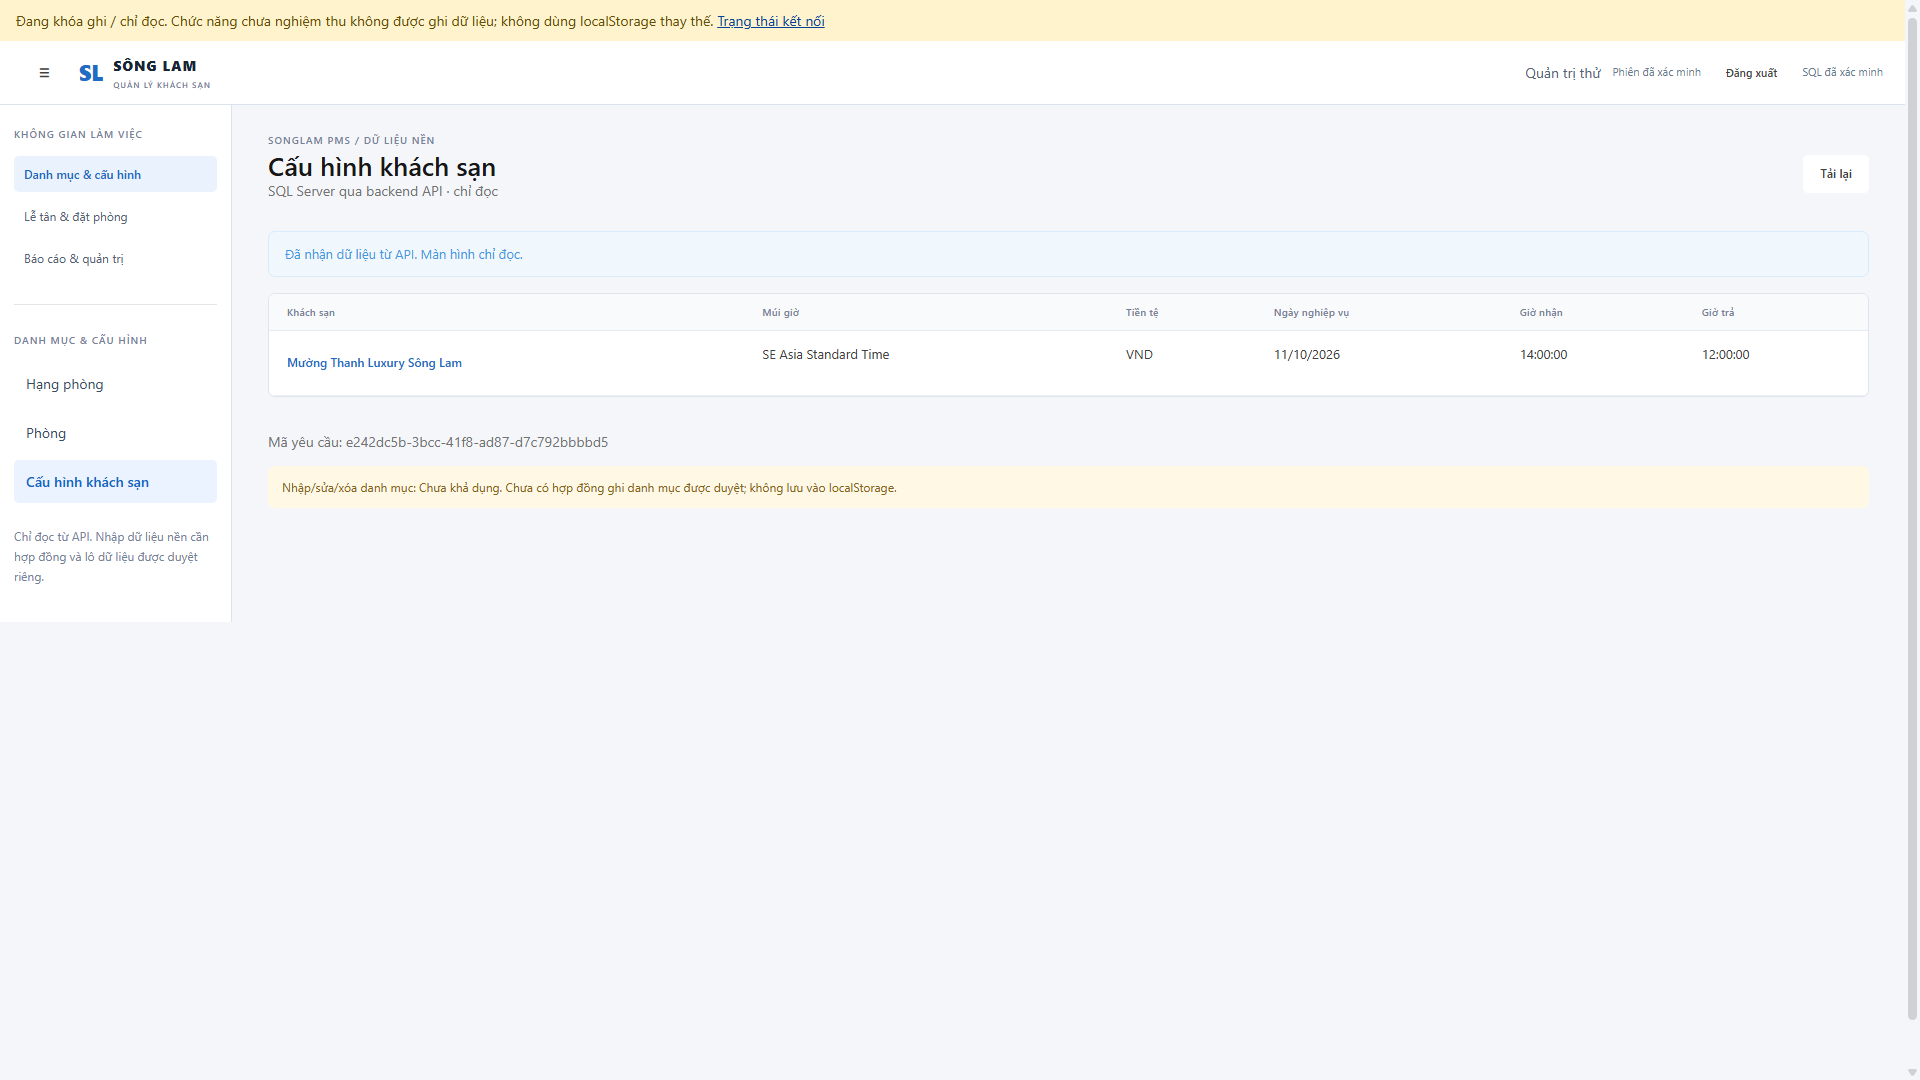 Đang khóa ghi / chỉ đọc. Chức năng chưa nghiệm thu không được ghi dữ liệu; không dùng localStorage thay thế. Trạng thái kết nối
☰
SL SÔNG LAM
QUẢN LÝ KHÁCH SẠN
Quản trị thử Phiên đã xác minh Đăng xuất SQL đã xác minh
KHÔNG GIAN LÀM VIỆC
Danh mục & cấu hình
Lễ tân & đặt phòng
Báo cáo & quản trị
DANH MỤC & CẤU HÌNH
Hạng phòng
Phòng
Cấu hình khách sạn
Chỉ đọc từ API. Nhập dữ liệu nền cần
hợp đồng và lô dữ liệu được duyệt
riêng.
SONGLAM PMS / DỮ LIỆU NỀN
Cấu hình khách sạn
SQL Server qua backend API · chỉ đọc
Tải lại
Đã nhận dữ liệu từ API. Màn hình chỉ đọc.
Khách sạn Múi giờ Tiền tệ Ngày nghiệp vụ Giờ nhận Giờ trả
Mường Thanh Luxury Sông Lam SE Asia Standard Time VND 11/10/2026 14:00:00 12:00:00
Mã yêu cầu: e242dc5b-3bcc-41f8-ad87-d7c792bbbbd5
Nhập/sửa/xóa danh mục: Chưa khả dụng. Chưa có hợp đồng ghi danh mục được duyệt; không lưu vào localStorage.